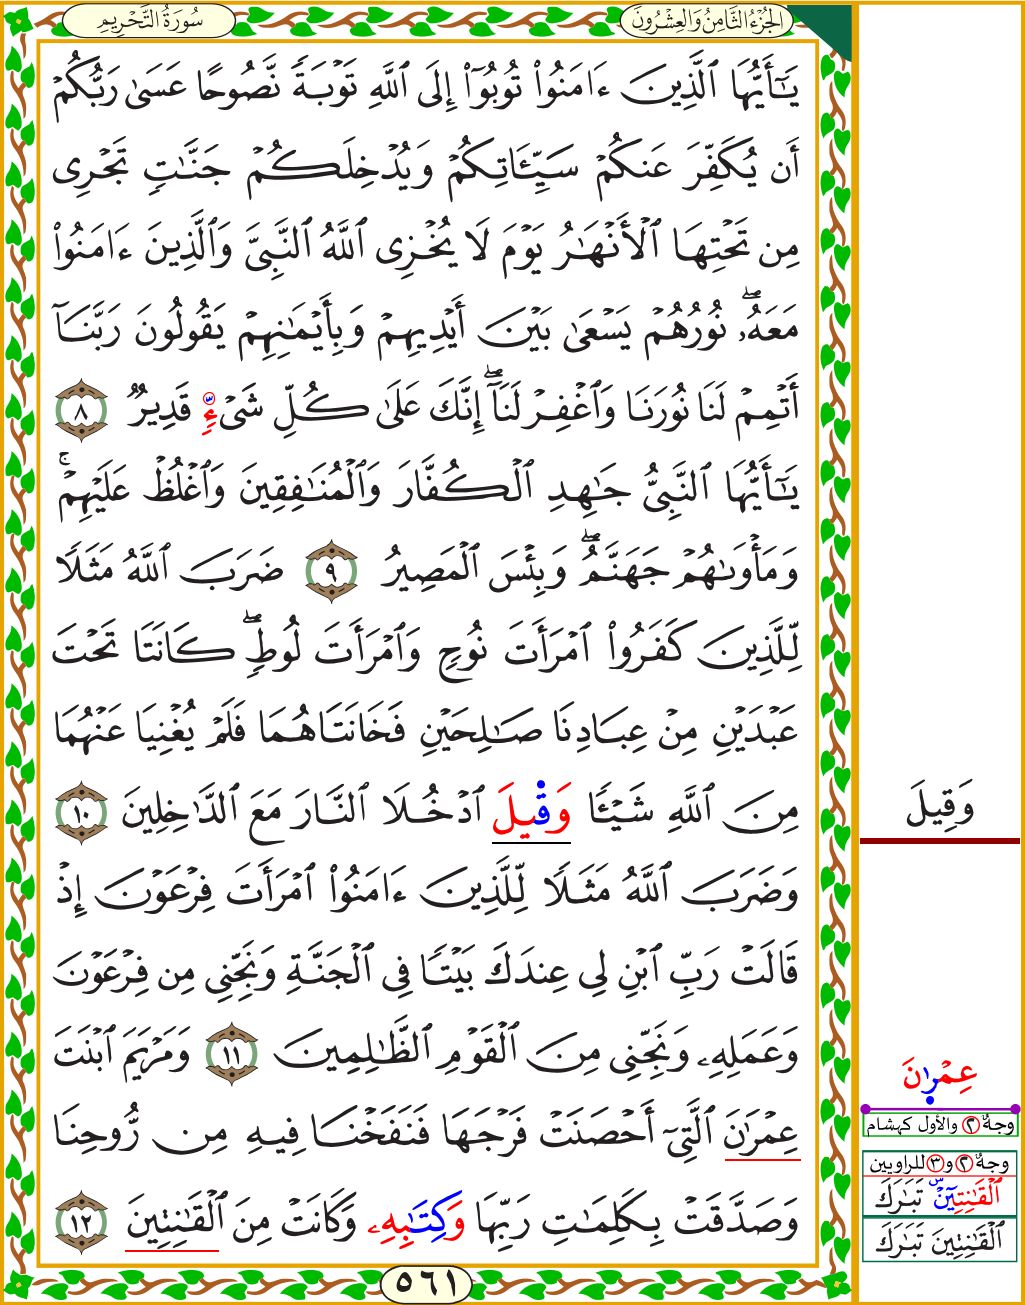 الجُزْءُ الثَّامِنُ وَالعِشْرُونَ
سُورَةُ التَّحْرِيمِ
يَٰٓأَيُّهَا ٱلَّذِينَ ءَامَنُواْ تُوبُوٓاْ إِلَى ٱللَّهِ تَوْبَةٗ نَّصُوحًا عَسَىٰ رَبُّكُمْ
أَن يُكَفِّرَ عَنكُمْ سَيِّـَٔاتِكُمْ وَيُدْخِلَكُمْ جَنَّٰتٖ تَجْرِى
مِن تَحْتِهَا ٱلْأَنْهَٰرُ يَوْمَ لَا يُخْزِى ٱللَّهُ ٱلنَّبِىَّ وَٱلَّذِينَ ءَامَنُواْ
مَعَهُۥۖ نُورُهُمْ يَسْعَىٰ بَيْنَ أَيْدِيهِمْ وَبِأَيْمَٰنِهِمْ يَقُولُونَ رَبَّنَآ
أَتْمِمْ لَنَا نُورَنَا وَٱغْفِرْ لَنَآۖ إِنَّكَ عَلَىٰ كُلِّ شَىْءٖ قَدِيرٞ ٨
يَٰٓأَيُّهَا ٱلنَّبِىُّ جَٰهِدِ ٱلْكُفَّارَ وَٱلْمُنَٰفِقِينَ وَٱغْلُظْ عَلَيْهِمْۚ
وَمَأْوَىٰهُمْ جَهَنَّمُۖ وَبِئْسَ ٱلْمَصِيرُ ٩ ضَرَبَ ٱللَّهُ مَثَلٗا
لِّلَّذِينَ كَفَرُواْ ٱمْرَأَتَ نُوحٖ وَٱمْرَأَتَ لُوطٖۖ كَانَتَا تَحْتَ
عَبْدَيْنِ مِنْ عِبَادِنَا صَٰلِحَيْنِ فَخَانَتَاهُمَا فَلَمْ يُغْنِيَا عَنْهُمَا
مِنَ ٱللَّهِ شَيْـٔٗا وَقِيلَ ٱدْخُلَا ٱلنَّارَ مَعَ ٱلدَّٰخِلِينَ ١٠
وَضَرَبَ ٱللَّهُ مَثَلٗا لِّلَّذِينَ ءَامَنُواْ ٱمْرَأَتَ فِرْعَوْنَ إِذْ
قَالَتْ رَبِّ ٱبْنِ لِى عِندَكَ بَيْتٗا فِى ٱلْجَنَّةِ وَنَجِّنِى مِن فِرْعَوْنَ
وَعَمَلِهِۦ وَنَجِّنِى مِنَ ٱلْقَوْمِ ٱلظَّٰلِمِينَ ١١ وَمَرْيَمَ ٱبْنَتَ
عِمْرَٰنَ ٱلَّتِىٓ أَحْصَنَتْ فَرْجَهَا فَنَفَخْنَا فِيهِ مِن رُّوحِنَا
وَصَدَّقَتْ بِكَلِمَٰتِ رَبِّهَا وَكِتَٰبِهِۦ وَكَانَتْ مِنَ ٱلْقَٰنِتِينَ ١٢
٥٦١
وَقِيلَ
عِمْرَٰنَ
وجهٌ ٢ والأول كهشام
وجهٌ ٢ و٣ للراويين
ٱلْقَٰنِتِينَۜ تَبَٰرَكَ
ٱلْقَٰنِتِينَ تَبَٰرَكَ